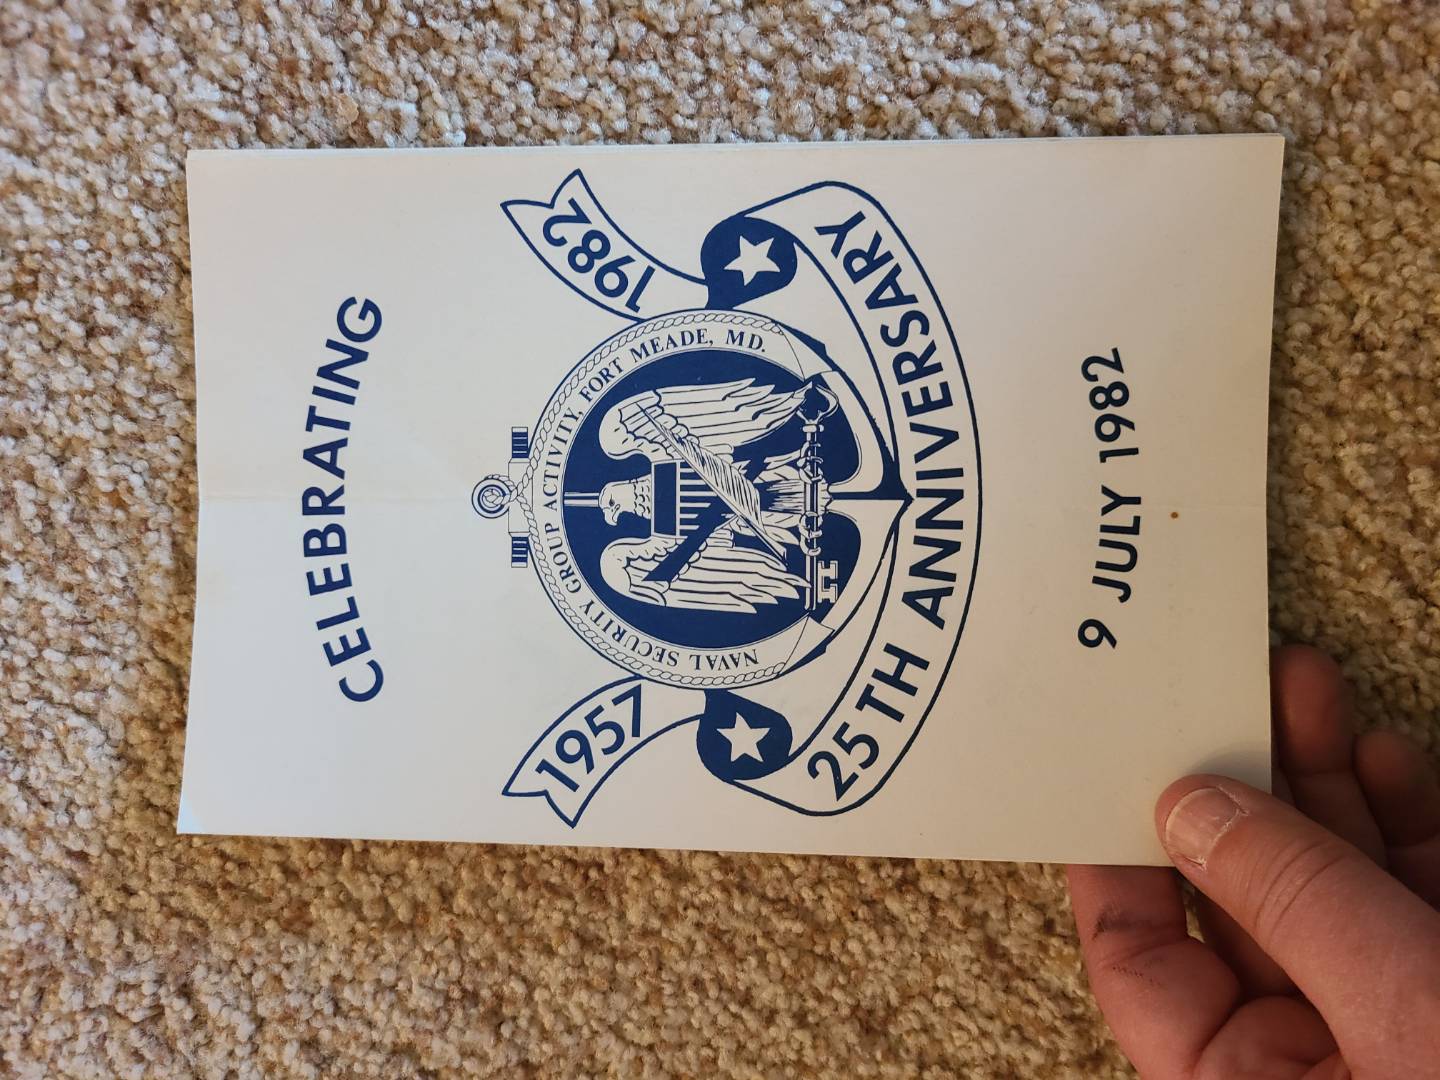 CELEBRATING
NAVAL SECURITY GROUP ACTIVITY, FORT MEADE, MD.
1957
1982
25TH ANNIVERSARY
9 JULY 1982